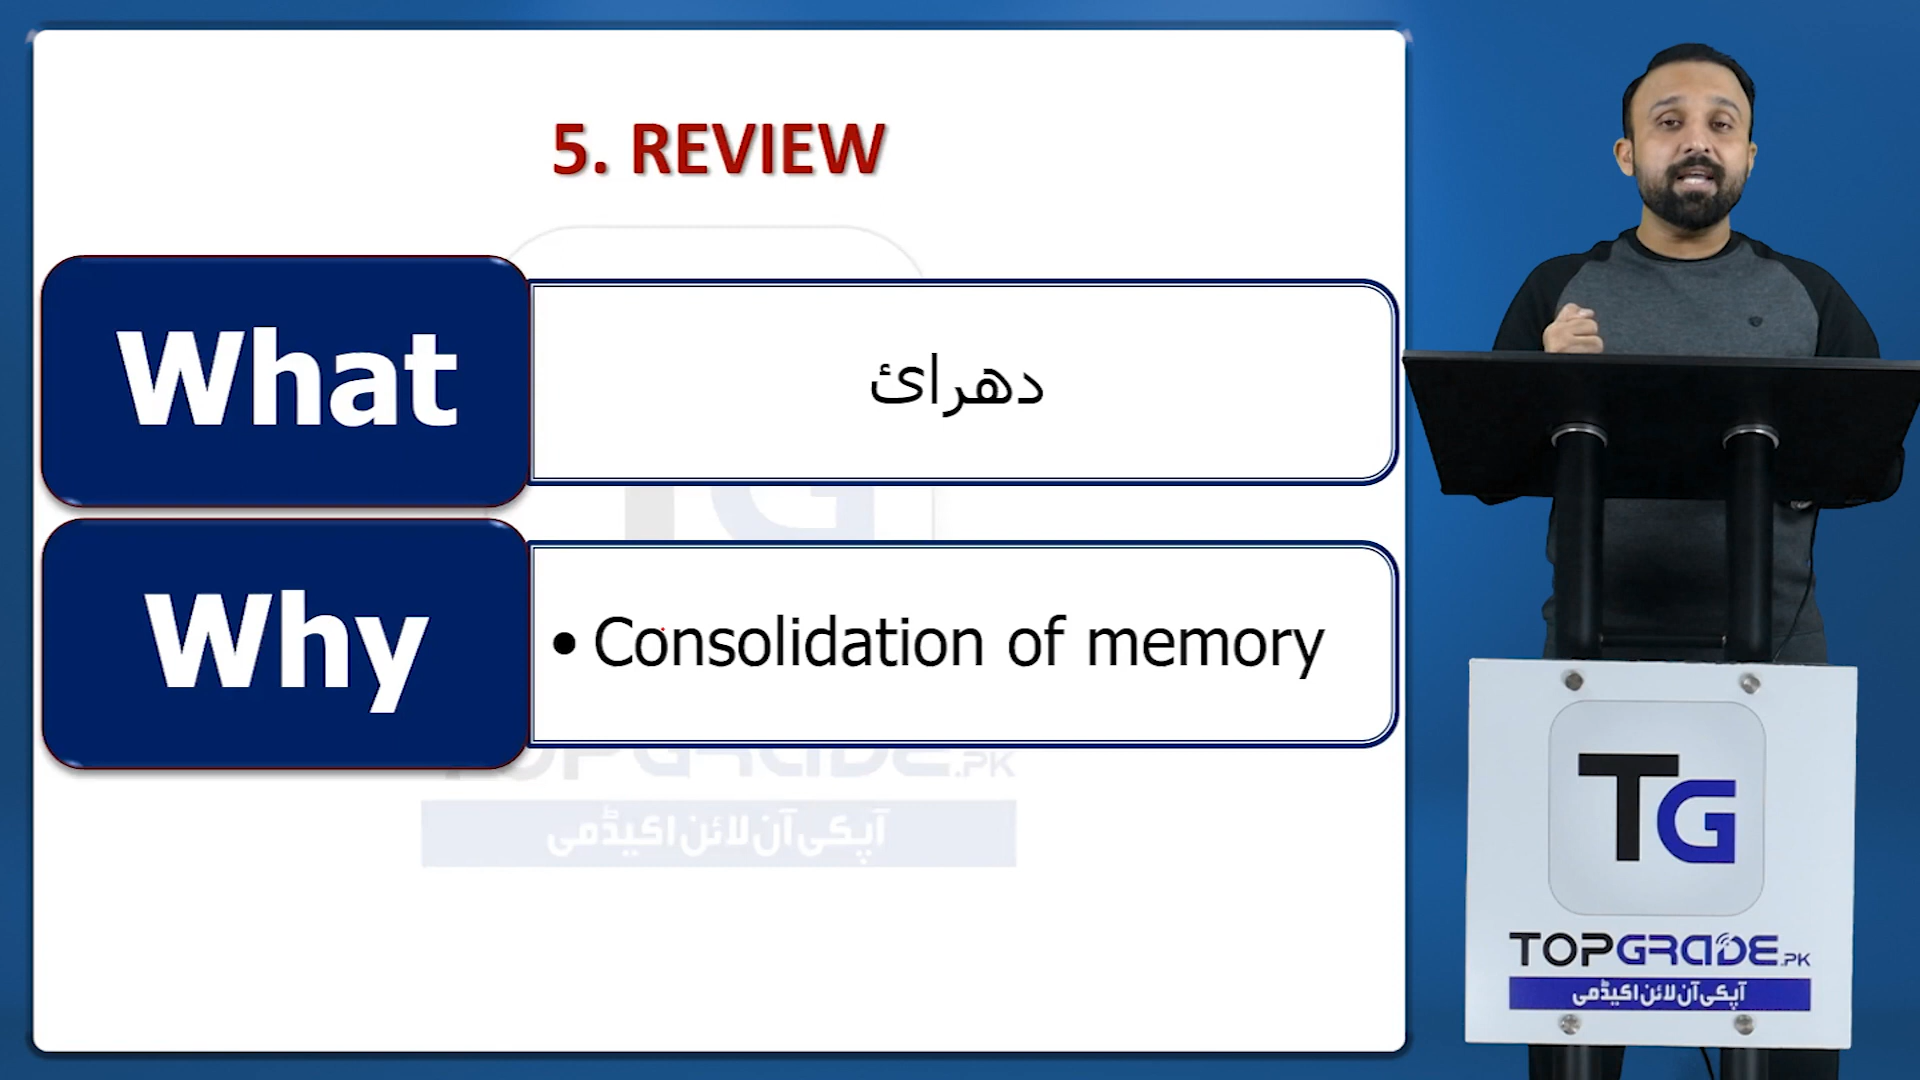 5. REVIEW
What
دھرائ
Why
• Consolidation of memory
TG
TOPGRADE.PK
آپکی آن لائن اکیڈمی
TG
TOPGRADE.PK
آپکی آن لائن اکیڈمی